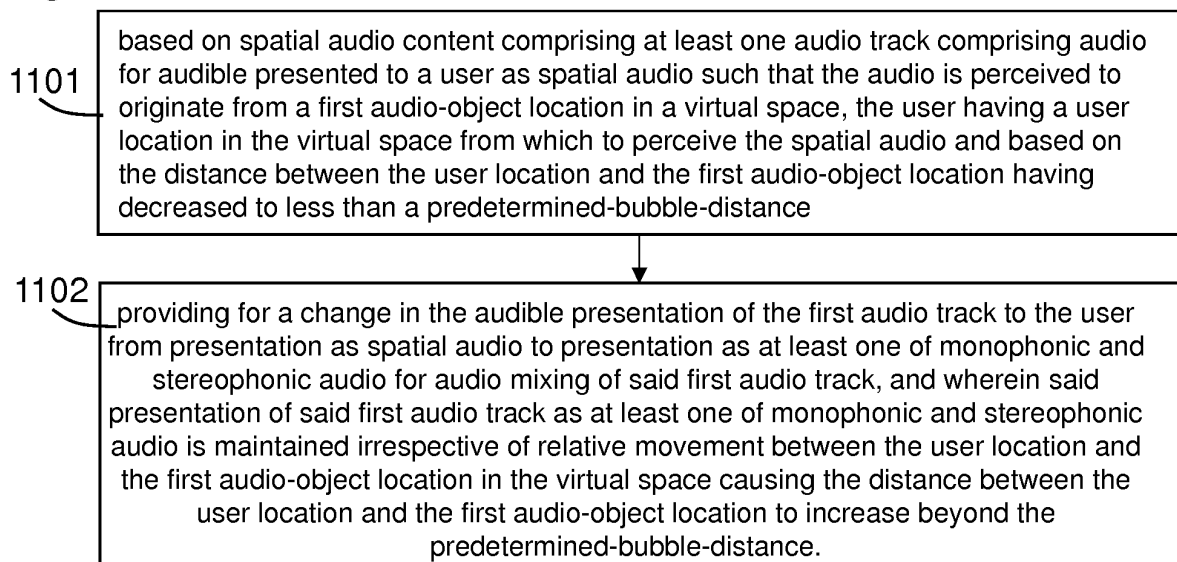 based on spatial audio content comprising at least one audio track comprising audio
1101 for audible presented to a user as spatial audio such that the audio is perceived to
originate from a first audio-object location in a virtual space, the user having a user
location in the virtual space from which to perceive the spatial audio and based on
the distance between the user location and the first audio-object location having
decreased to less than a predetermined-bubble-distance
1102
providing for a change in the audible presentation of the first audio track to the user
from presentation as spatial audio to presentation as at least one of monophonic and
stereophonic audio for audio mixing of said first audio track, and wherein said
presentation of said first audio track as at least one of monophonic and stereophonic
audio is maintained irrespective of relative movement between the user location and
the first audio-object location in the virtual space causing the distance between the
user location and the first audio-object location to increase beyond the
predetermined-bubble-distance.